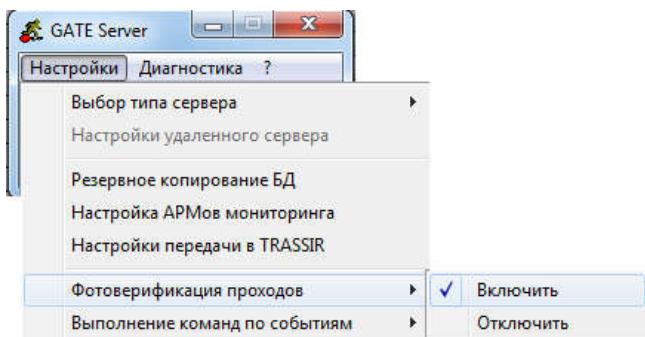 GATE Server
Настройки Диагностика ?
Выбор типа сервера
Настройки удаленного сервера
Резервное копирование БД
Настройка АРМов мониторинга
Настройки передачи в TRASSIR
Фотоверификация проходов
Включить
Выполнение команд по событиям
Отключить